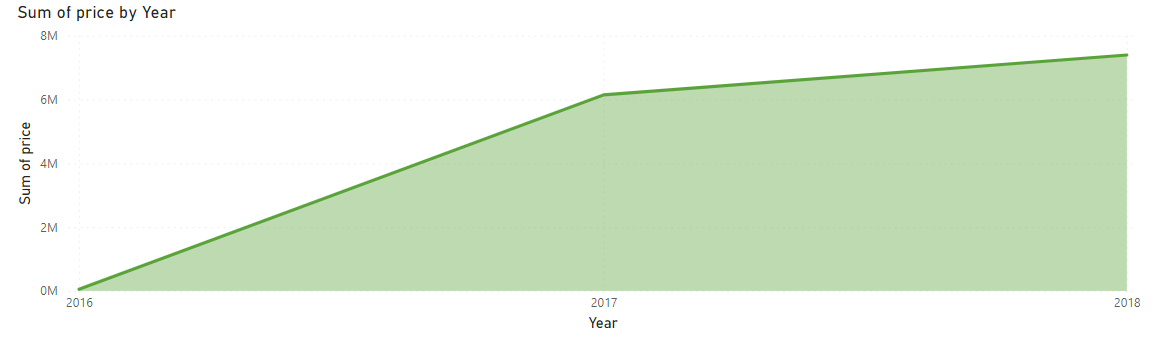 Sum of price by Year
8M
6M
4M
2M
0M
Sum of price
2016 2017 2018
Year